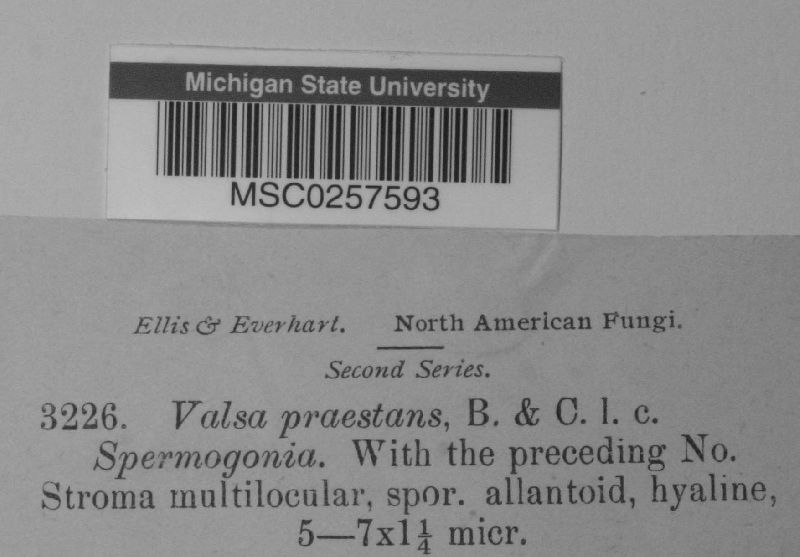 Michigan State University
MSC0257593
Ellis & Everhart. North American Fungi.
Second Series.
3226. Valsa praestans, B. & C. l. c.
Spermogonia. With the preceding No.
Stroma multilocular, spor. allantoid, hyaline,
5—7x1¼ micr.